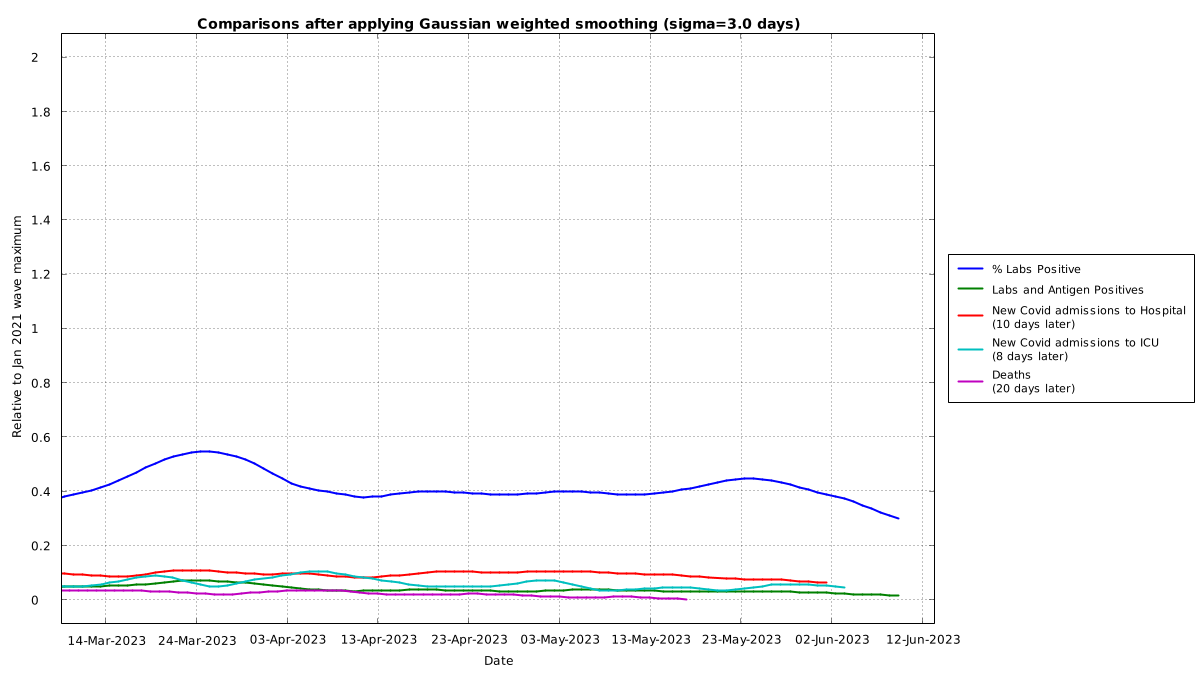 Comparisons after applying Gaussian weighted smoothing (sigma=3.0 days)
Relative to Jan 2021 wave maximum
2
1.8
1.6
1.4
1.2
1
0.8
0.6
0.4
0.2
0
14-Mar-2023 24-Mar-2023 03-Apr-2023 13-Apr-2023 23-Apr-2023 03-May-2023 13-May-2023 23-May-2023 02-Jun-2023 12-Jun-2023
Date
% Labs Positive
Labs and Antigen Positives
New Covid admissions to Hospital
(10 days later)
New Covid admissions to ICU
(8 days later)
Deaths
(20 days later)